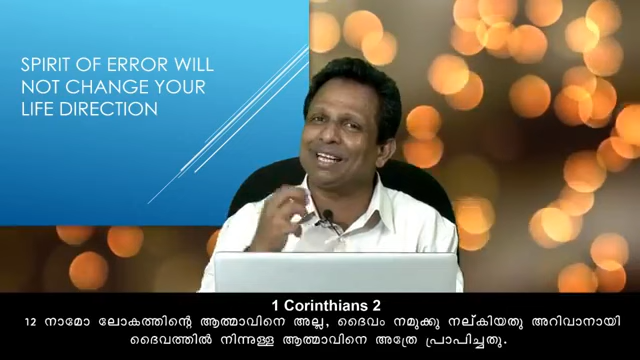 SPIRIT OF ERROR WILL
NOT CHANGE YOUR
LIFE DIRECTION
1 Corinthians 2
12 നാമോ ലോകത്തിന്റെ ആത്മാവിനെ അല്ല, ദൈവം നമുക്കു നല്കിയതു അറിവാനായി
ദൈവത്തിൽ നിന്നുള്ള ആത്മാവിനെ അത്രേ പ്രാപിച്ചതു.